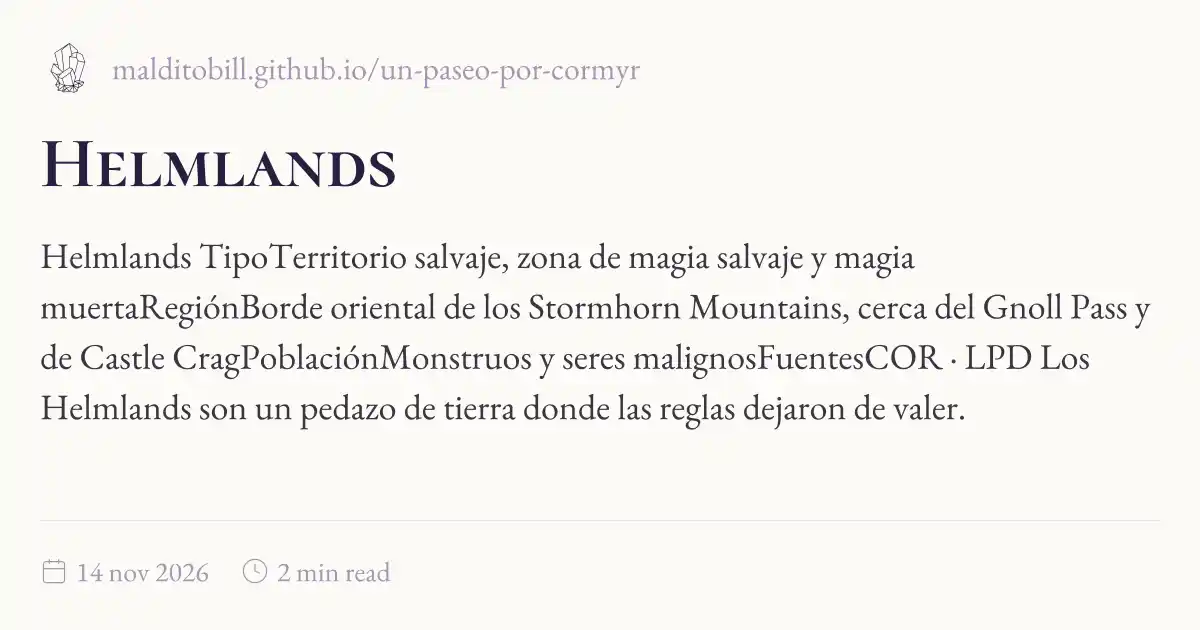 malditobill.github.io/un-paseo-por-cormyr
Helmlands
Helmlands TipoTerritorio salvaje, zona de magia salvaje y magia
muertaRegiónBorde oriental de los Stormhorn Mountains, cerca del Gnoll Pass y
de Castle CragPoblaciónMonstruos y seres malignosFuentesCOR · LPD Los
Helmlands son un pedazo de tierra donde las reglas dejaron de valer.
14 nov 2026 2 min read